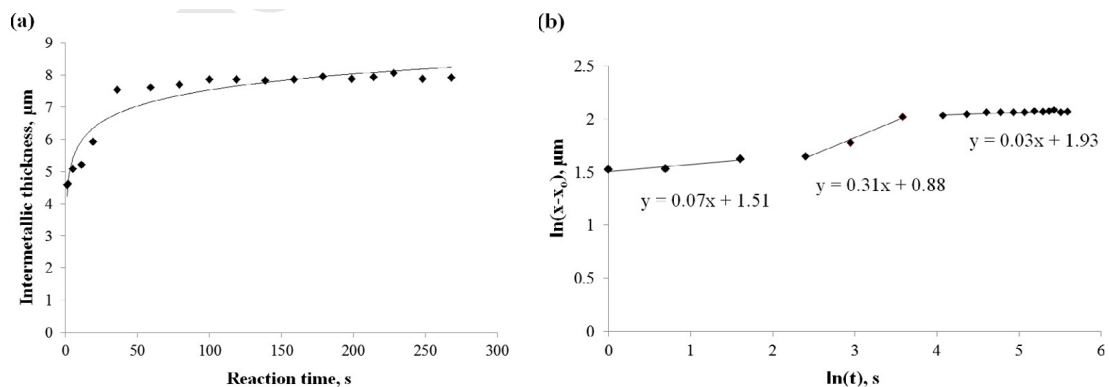 (a)
9
8
7
6
5
4
3
2
1
0
Intermetallic thickness, µm
0 50 100 150 200 250 300
Reaction time, s
(b)
2.5
2
1.5
1
0.5
0
ln(x-xo), µm
y = 0.07x + 1.51
y = 0.31x + 0.88
y = 0.03x + 1.93
0 1 2 3 4 5 6
ln(t), s